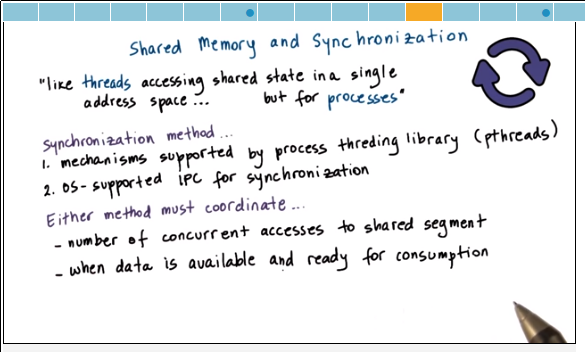 Shared Memory and Synchronization
"like threads accessing shared state in a single
address space... but for processes"
Synchronization method...
1. mechanisms supported by process threding library (pthreads)
2. OS-supported IPC for synchronization
Either method must coordinate...
- number of concurrent accesses to shared segment
- when data is available and ready for consumption